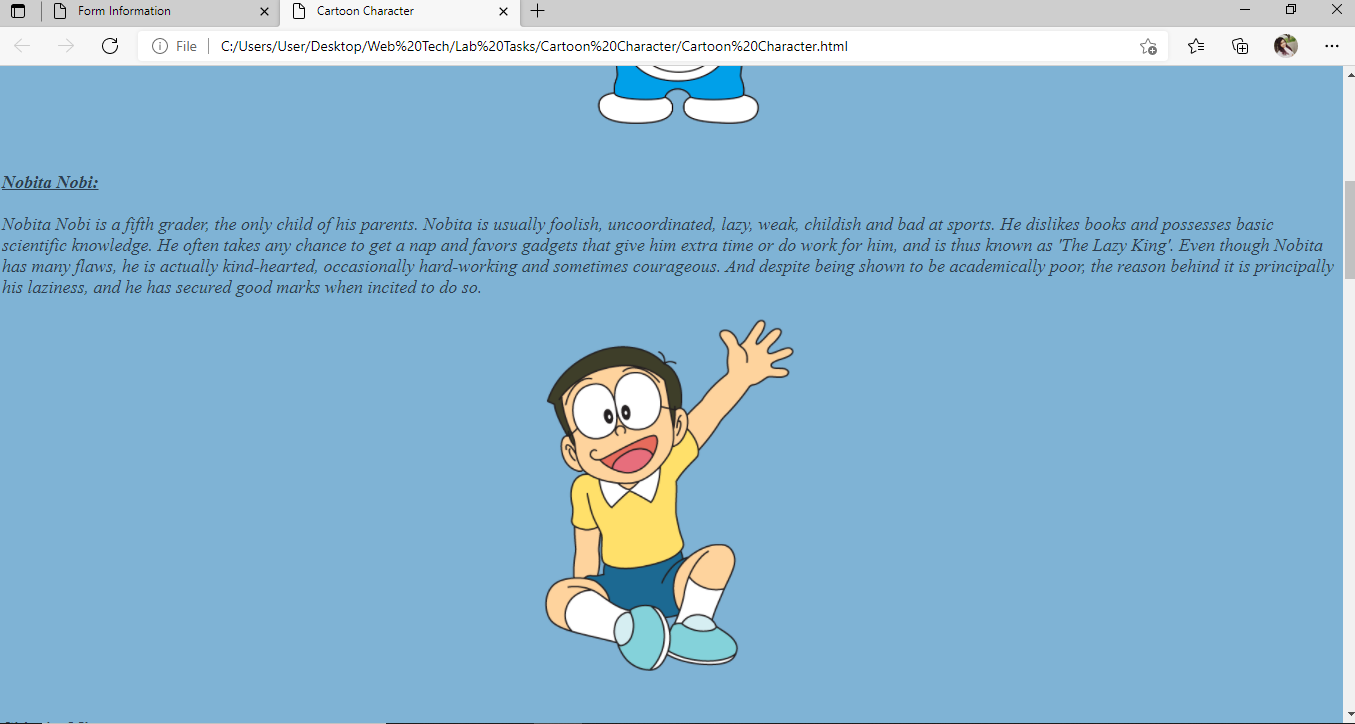 Form Information
Cartoon Character
File
C:/Users/User/Desktop/Web%20Tech/Lab%20Tasks/Cartoon%20Character/Cartoon%20Character.html
Nobita Nobi:
Nobita Nobi is a fifth grader, the only child of his parents. Nobita is usually foolish, uncoordinated, lazy, weak, childish and bad at sports. He dislikes books and possesses basic
scientific knowledge. He often takes any chance to get a nap and favors gadgets that give him extra time or do work for him, and is thus known as 'The Lazy King'. Even though Nobita
has many flaws, he is actually kind-hearted, occasionally hard-working and sometimes courageous. And despite being shown to be academically poor, the reason behind it is principally
his laziness, and he has secured good marks when incited to do so.